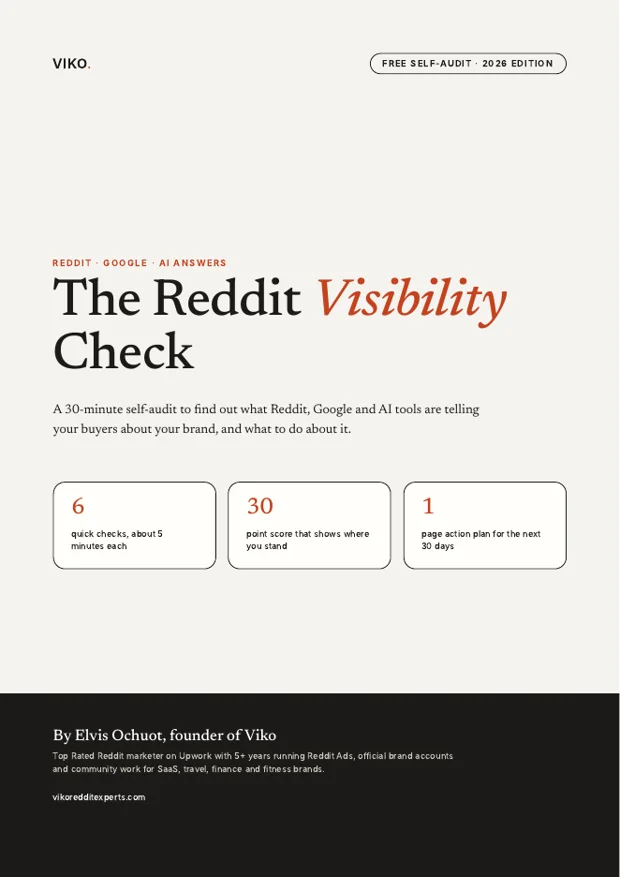 VIKO.
FREE SELF-AUDIT · 2026 EDITION
REDDIT · GOOGLE · AI ANSWERS
The Reddit Visibility
Check
A 30-minute self-audit to find out what Reddit, Google and AI tools are telling
your buyers about your brand, and what to do about it.
6
quick checks, about 5
minutes each
30
point score that shows where
you stand
1
page action plan for the next
30 days
By Elvis Ochuot, founder of Viko
Top Rated Reddit marketer on Upwork with 5+ years running Reddit Ads, official brand accounts
and community work for SaaS, travel, finance and fitness brands.
vikoredditexperts.com